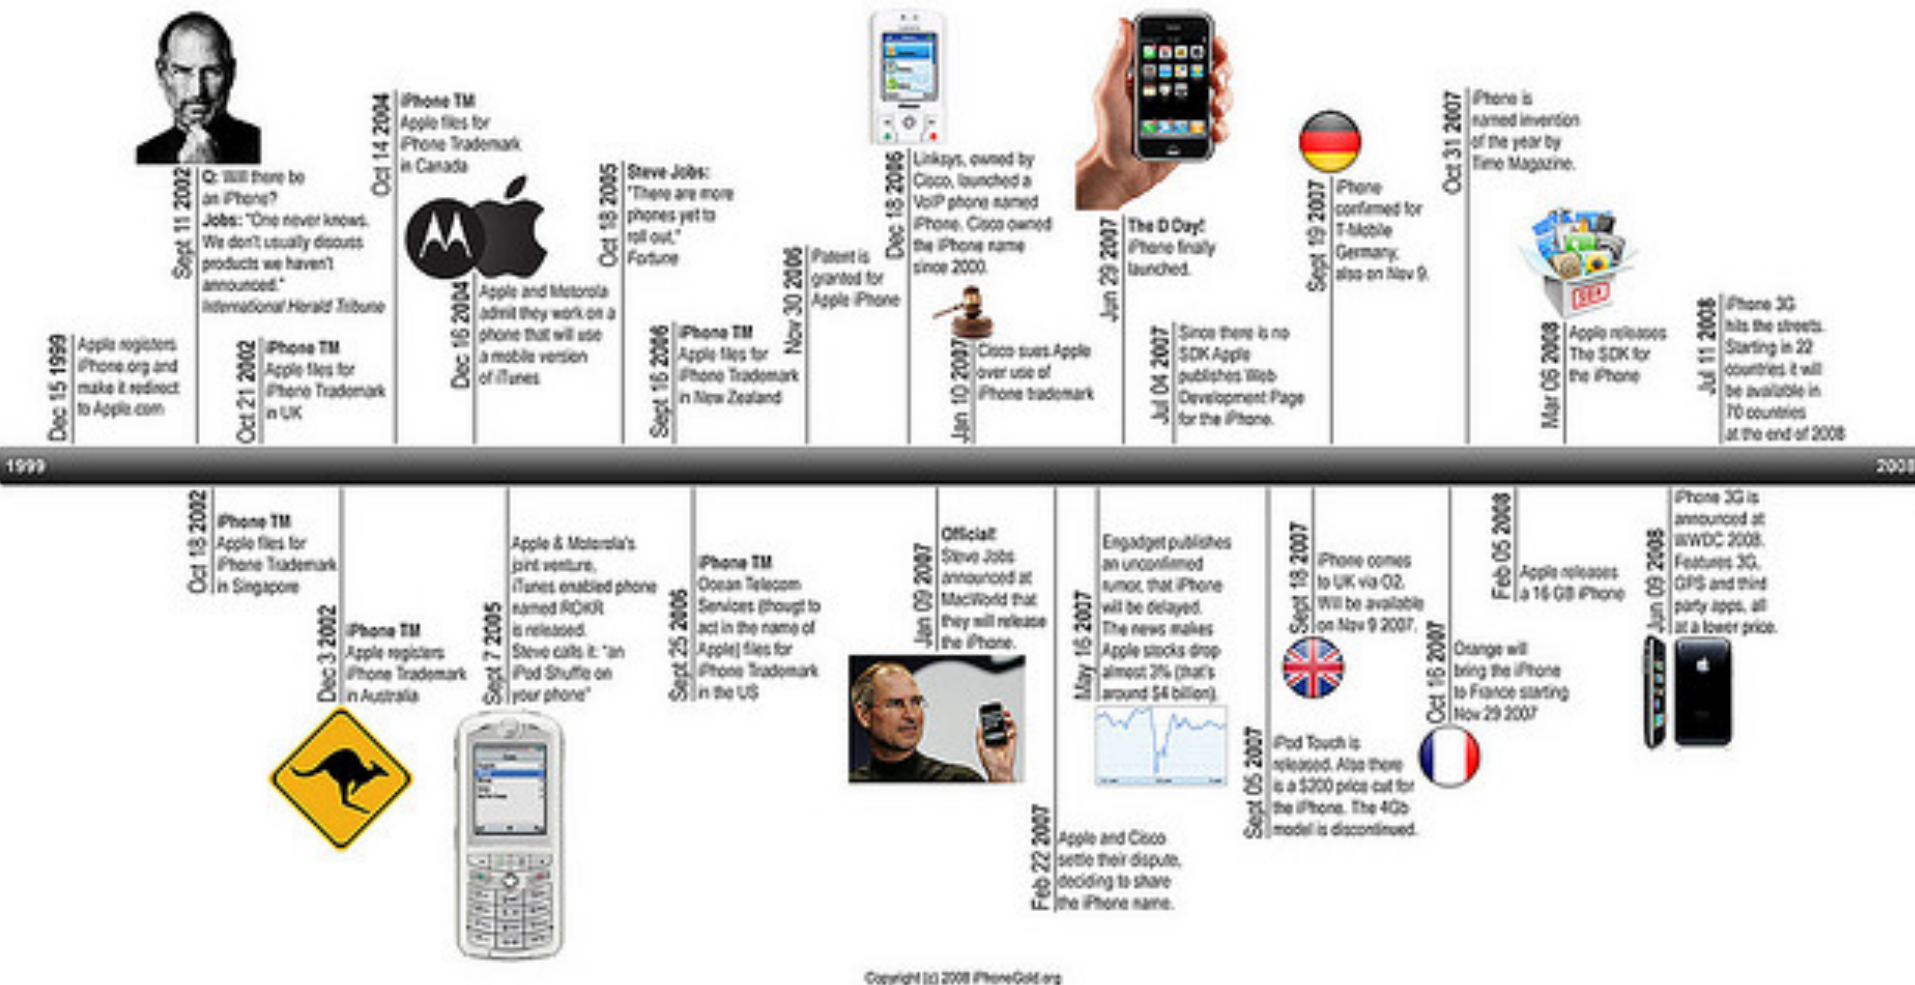 Dec 15 1999
Apple registers
iPhone.org and
make it redirect
to Apple.com
Sept 11 2002
Q: Will there be
an iPhone?
Jobs: "One never knows.
We don't usually discuss
products we haven't
announced."
International Herald Tribune
Oct 21 2002
iPhone TM
Apple files for
iPhone Trademark
in UK
Oct 14 2004
iPhone TM
Apple files for
iPhone Trademark
in Canada
Dec 16 2004
Apple and Motorola
admit they work on a
phone that will use
a mobile version
of iTunes
Oct 18 2005
Steve Jobs:
"There are more
phones yet to
roll out."
Fortune
Sept 16 2006
iPhone TM
Apple files for
iPhone Trademark
in New Zealand
Nov 30 2006
Patent is
granted for
Apple iPhone
Dec 18 2006
Linksys, owned by
Cisco, launched a
VoIP phone named
iPhone. Cisco owned
the iPhone name
since 2000.
Jan 10 2007
Cisco sues Apple
over use of
iPhone trademark
Jun 29 2007
The D Day!
iPhone finally
launched.
Jul 04 2007
Since there is no
SDK Apple
publishes Web
Development Page
for the iPhone.
Sept 19 2007
iPhone
confirmed for
T-Mobile
Germany,
also on Nov 9.
Oct 31 2007
iPhone is
named invention
of the year by
Time Magazine.
SDK
Mar 06 2008
Apple releases
The SDK for
the iPhone
Jul 11 2008
iPhone 3G
hits the streets.
Starting in 22
countries it will
be available in
70 countries
at the end of 2008
1999
2008
Oct 18 2002
iPhone TM
Apple files for
iPhone Trademark
in Singapore
Dec 3 2002
iPhone TM
Apple registers
iPhone Trademark
in Australia
Sept 7 2005
Apple & Motorola's
joint venture,
iTunes enabled phone
named ROKR
is released.
Steve calls it: "an
iPod Shuffle on
your phone"
Sept 25 2006
iPhone TM
Ocean Telecom
Services (thougt to
act in the name of
Apple) files for
iPhone Trademark
in the US
Jan 09 2007
Official!
Steve Jobs
announced at
MacWorld that
they will release
the iPhone.
Feb 22 2007
Apple and Cisco
settle their dispute,
deciding to share
the iPhone name.
May 16 2007
Engadget publishes
an unconfirmed
rumor, that iPhone
will be delayed.
The news makes
Apple stocks drop
almost 3% (that's
around $4 billion).
Sept 05 2007
iPod Touch is
released. Also there
is a $200 price cut for
the iPhone. The 4Gb
model is discontinued.
Sept 18 2007
iPhone comes
to UK via O2.
Will be available
on Nov 9 2007.
Oct 16 2007
Orange will
bring the iPhone
to France starting
Nov 29 2007
Feb 05 2008
Apple releases
a 16 GB iPhone
Jun 09 2008
iPhone 3G is
announced at
WWDC 2008.
Features 3G,
GPS and third
party apps, all
at a lower price.
Copyright (c) 2008 iPhoneGold.org